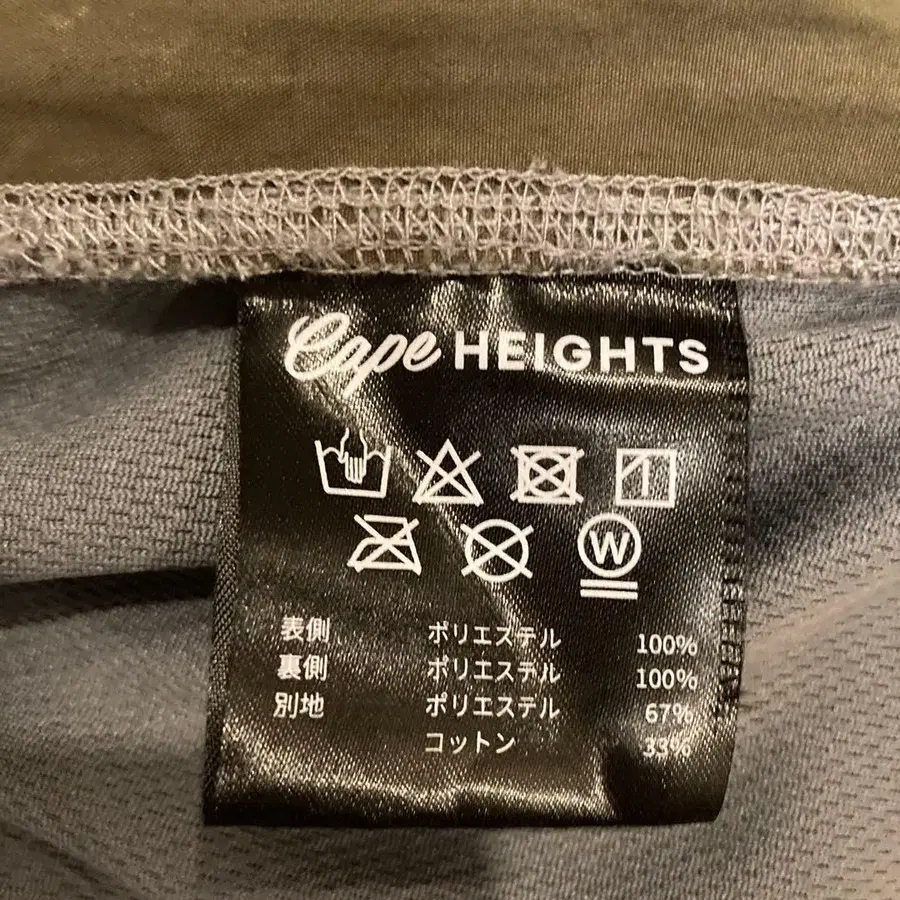 Cape HEIGHTS
W
表側 ポリエステル 100%
裏側 ポリエステル 100%
別地 ポリエステル 67%
コットン 33%